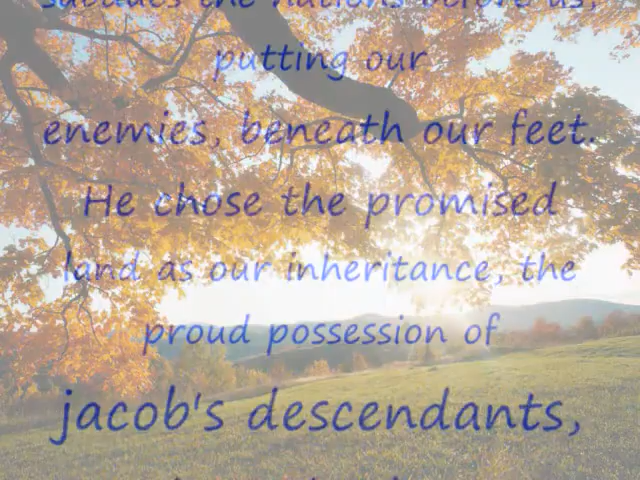 subdues the nations before us,
putting our
enemies, beneath our feet.
He chose the promised
land as our inheritance, the
proud possession of
jacob's descendants,